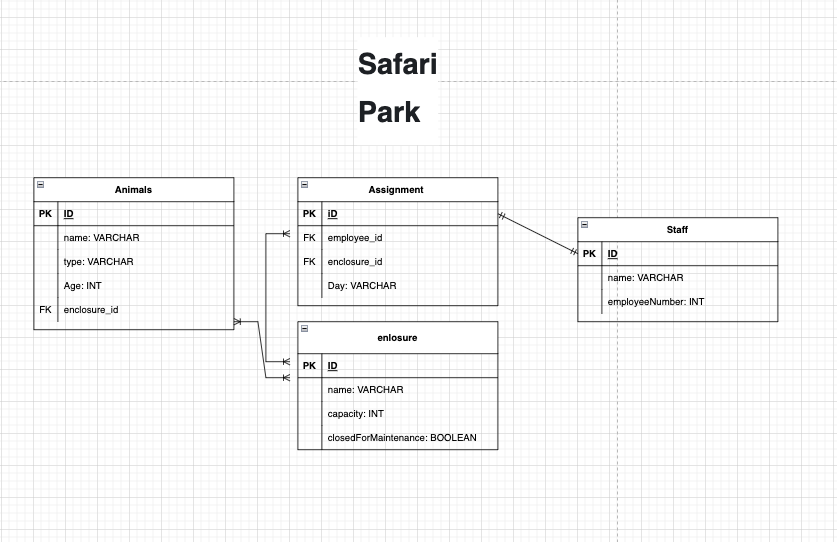 Safari
Park
Animals
PK ID
name: VARCHAR
type: VARCHAR
Age: INT
FK enclosure_id
Assignment
PK iD
FK employee_id
FK enclosure_id
Day: VARCHAR
Staff
PK ID
name: VARCHAR
employeeNumber: INT
enlosure
PK ID
name: VARCHAR
capacity: INT
closedForMaintenance: BOOLEAN